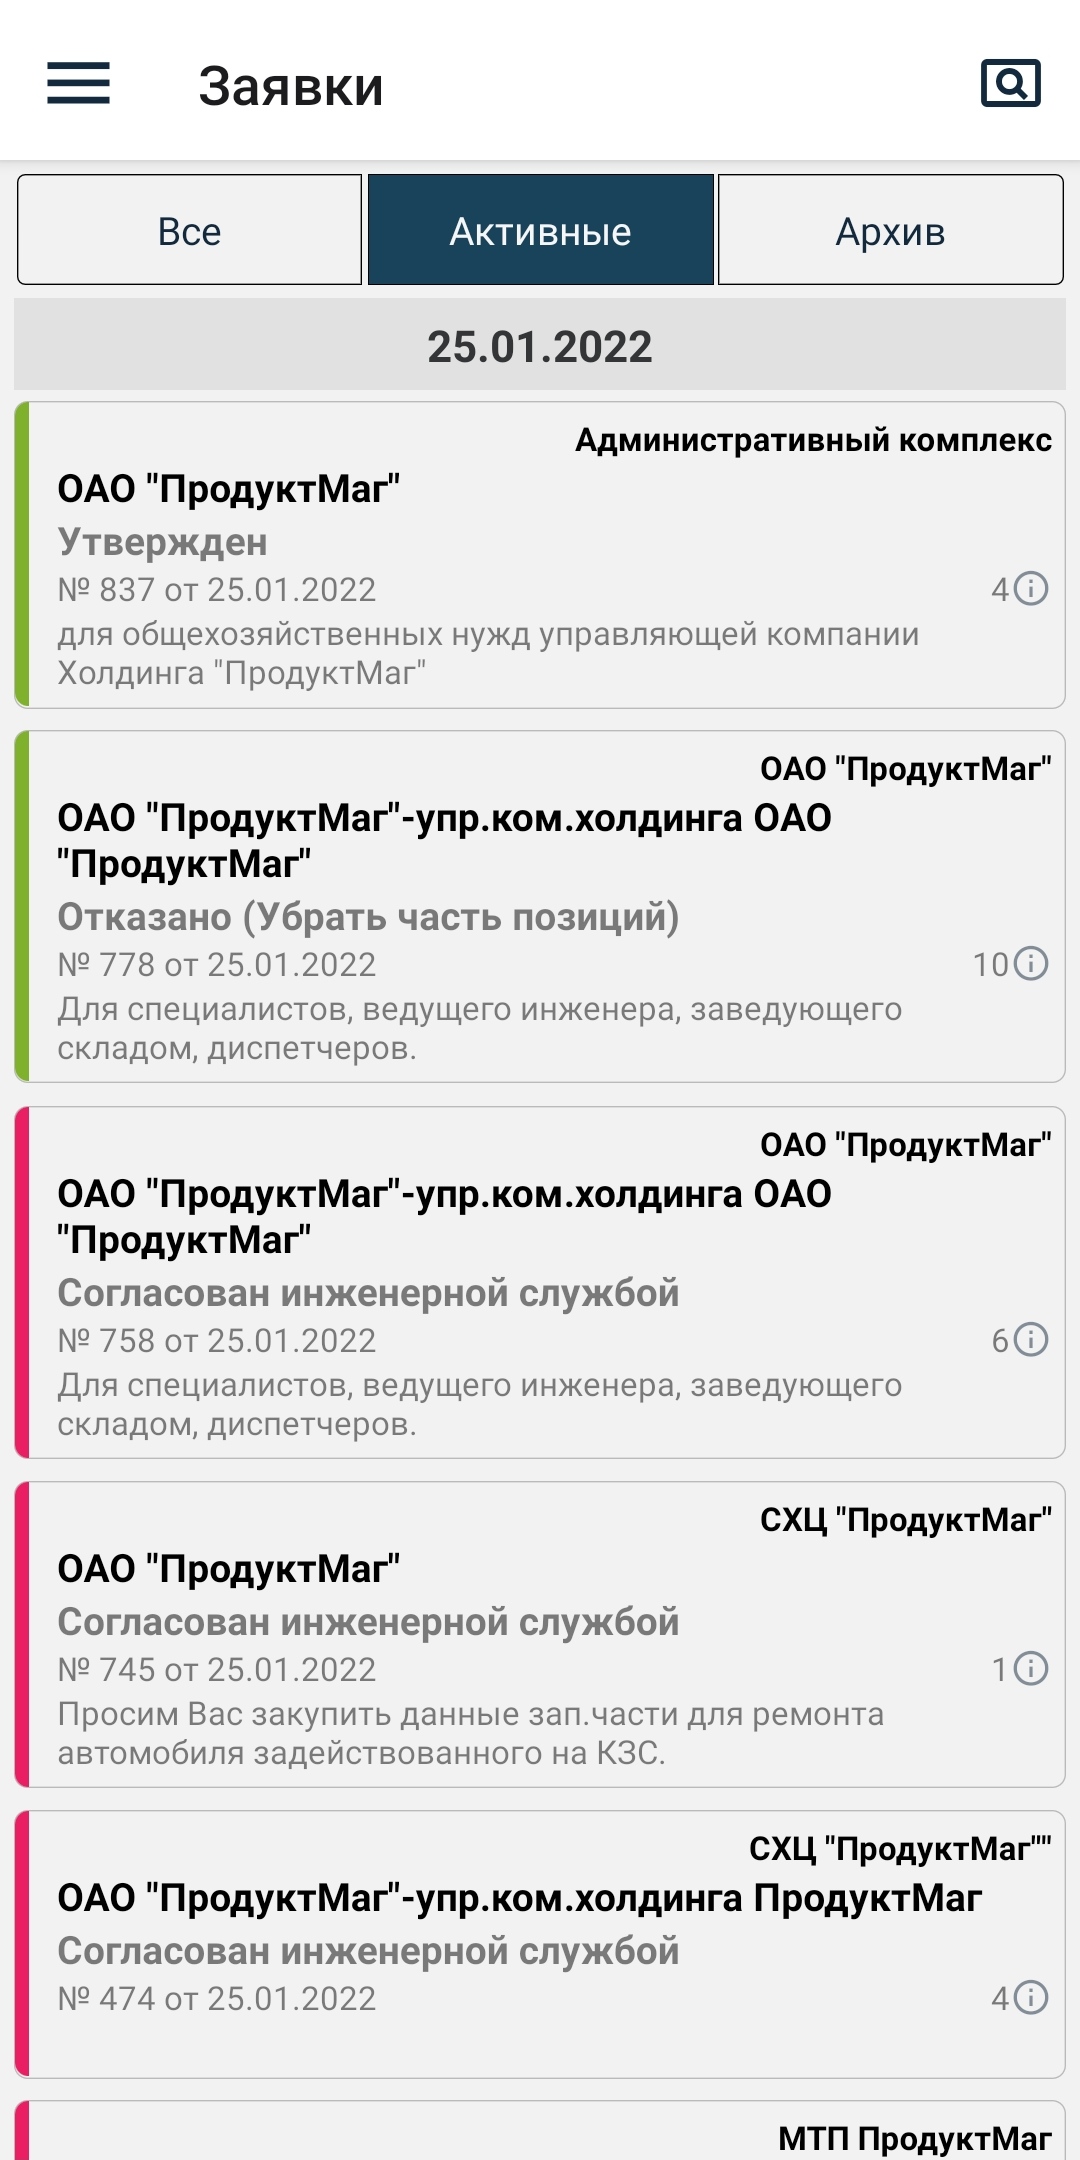 Заявки
Все
Активные
Архив
25.01.2022
Административный комплекс
ОАО "ПродуктМаг"
Утвержден
№ 837 от 25.01.2022
4
для общехозяйственных нужд управляющей компании
Холдинга "ПродуктМаг"
ОАО "ПродуктМаг"
ОАО "ПродуктМаг"-упр.ком.холдинга ОАО
"ПродуктМаг"
Отказано (Убрать часть позиций)
№ 778 от 25.01.2022
10
Для специалистов, ведущего инженера, заведующего
складом, диспетчеров.
ОАО "ПродуктМаг"
ОАО "ПродуктМаг"-упр.ком.холдинга ОАО
"ПродуктМаг"
Согласован инженерной службой
№ 758 от 25.01.2022
6
Для специалистов, ведущего инженера, заведующего
складом, диспетчеров.
СХЦ "ПродуктМаг"
ОАО "ПродуктМаг"
Согласован инженерной службой
№ 745 от 25.01.2022
1
Просим Вас закупить данные зап.части для ремонта
автомобиля задействованного на КЗС.
СХЦ "ПродуктМаг""
ОАО "ПродуктМаг"-упр.ком.холдинга ПродуктМаг
Согласован инженерной службой
№ 474 от 25.01.2022
4
МТП ПродуктМаг